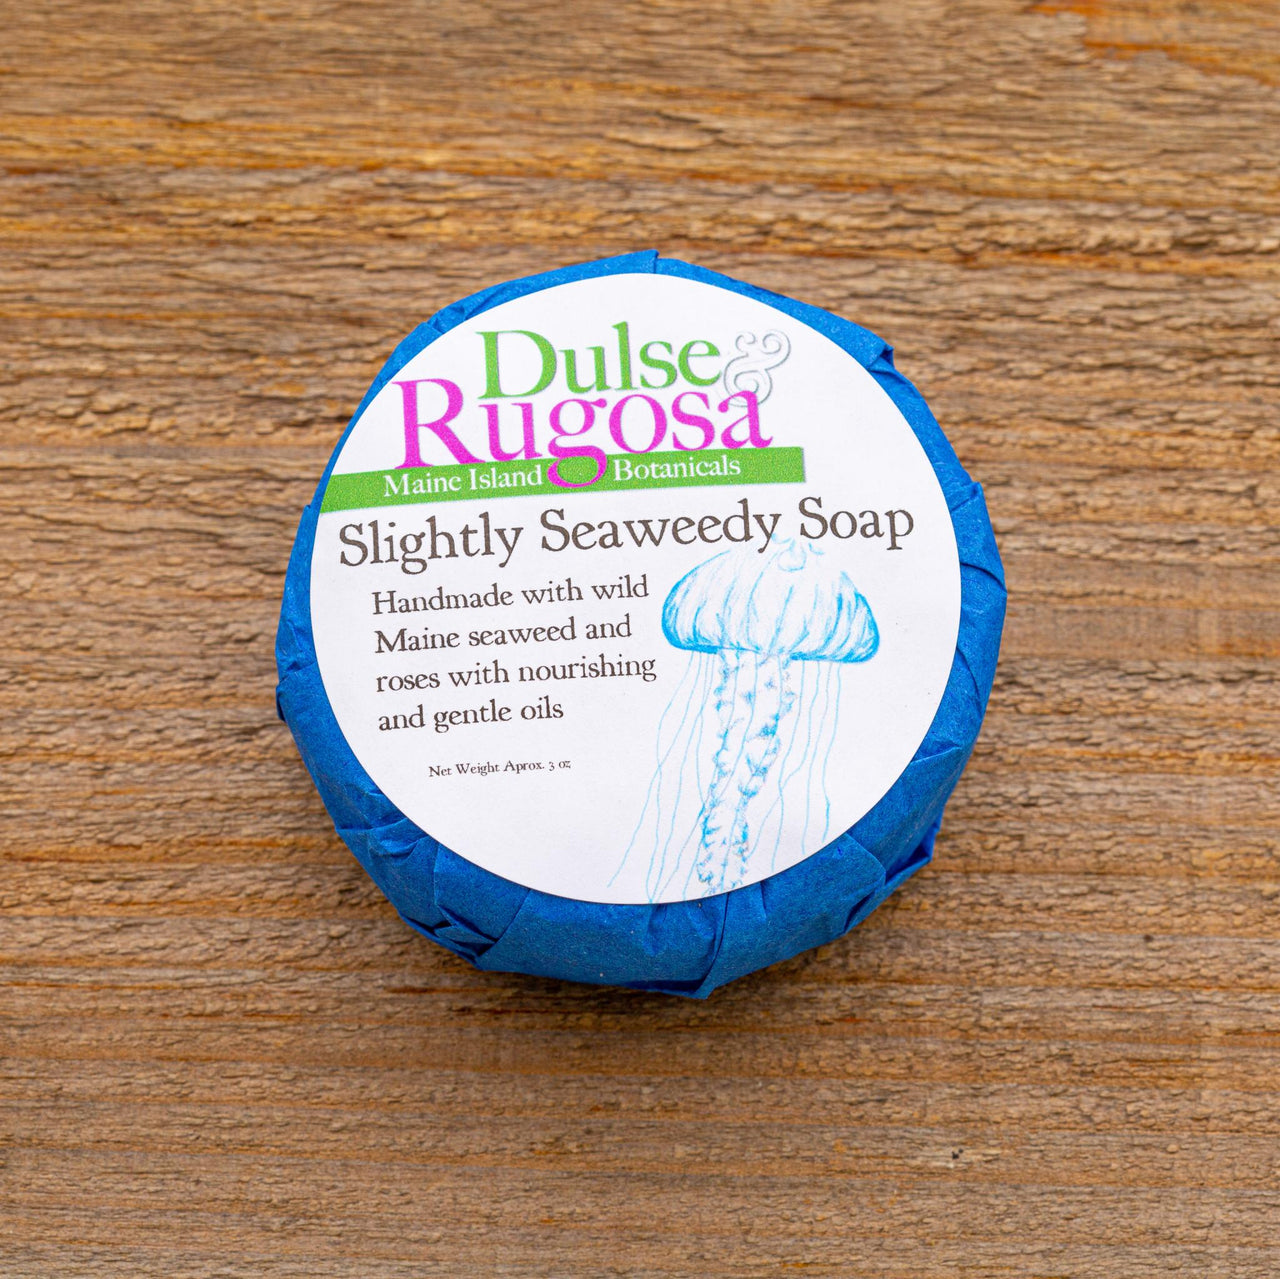 Dulse &
Rugosa
Maine Island Botanicals
Slightly Seaweedy Soap
Handmade with wild
Maine seaweed and
roses with nourishing
and gentle oils
Net Weight Aprox. 3 oz